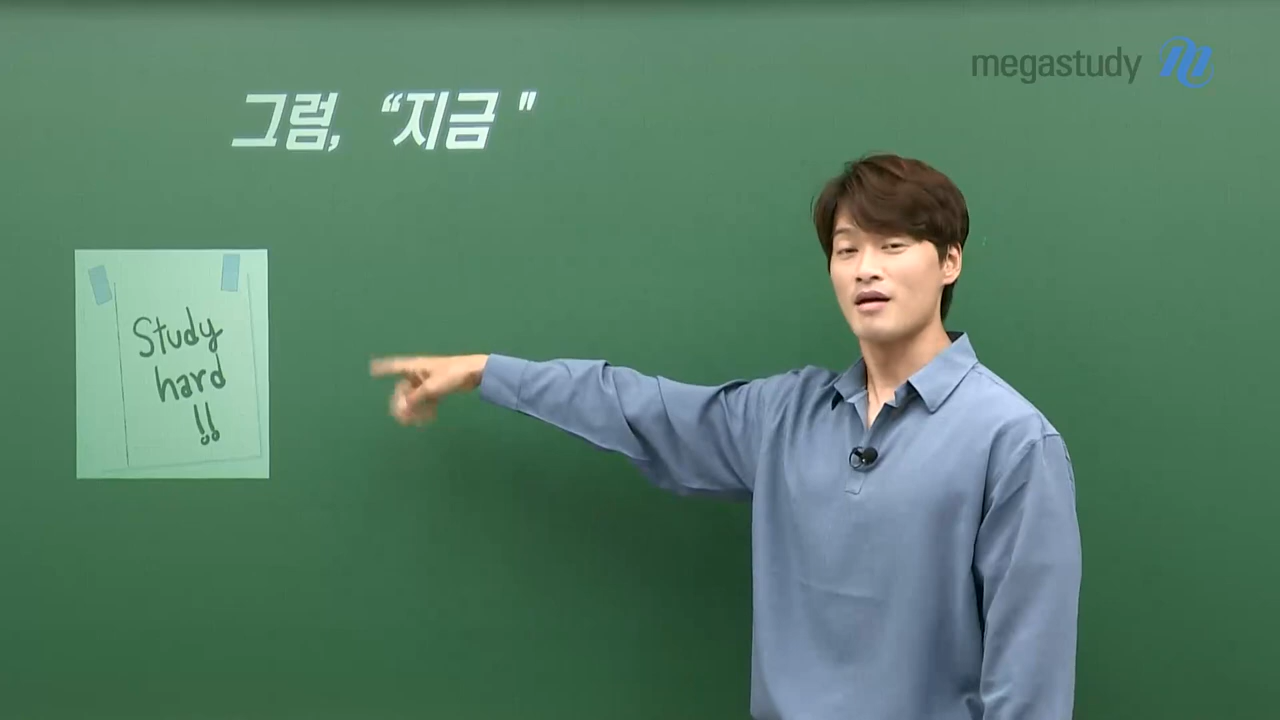 megastudy
그럼, “지금 "
Study
hard
!!